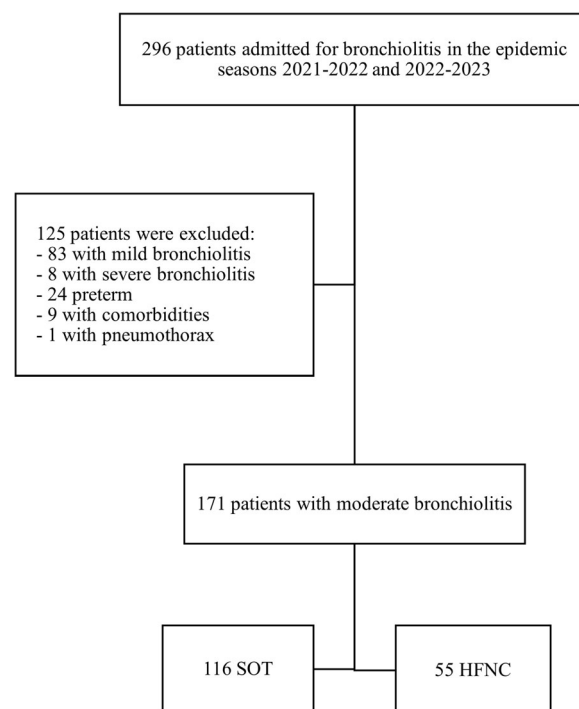 296 patients admitted for bronchiolitis in the epidemic
seasons 2021-2022 and 2022-2023
125 patients were excluded:
- 83 with mild bronchiolitis
- 8 with severe bronchiolitis
- 24 preterm
- 9 with comorbidities
- 1 with pneumothorax
171 patients with moderate bronchiolitis
116 SOT
55 HFNC